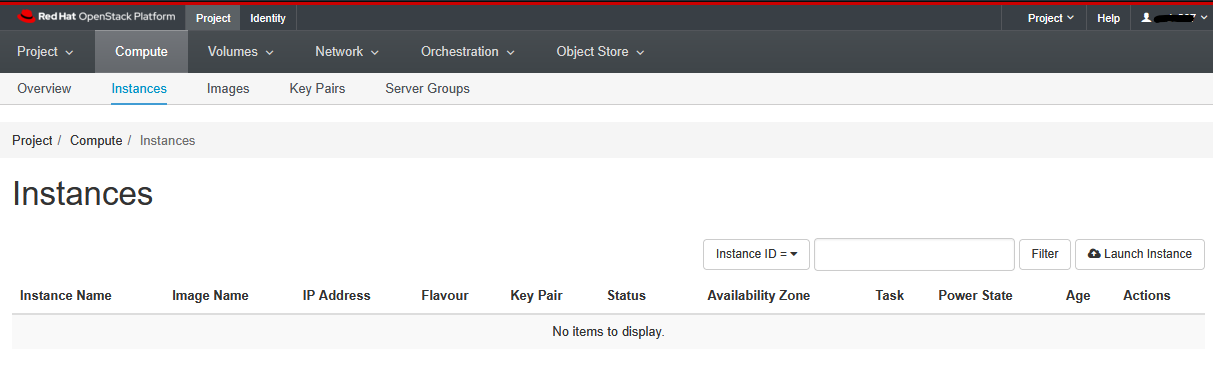 Red Hat OpenStack Platform Project Identity Project Help
Project Compute Volumes Network Orchestration Object Store
Overview Instances Images Key Pairs Server Groups
Project / Compute / Instances
Instances
Instance ID = Filter Launch Instance
Instance Name Image Name IP Address Flavour Key Pair Status Availability Zone Task Power State Age Actions
No items to display.